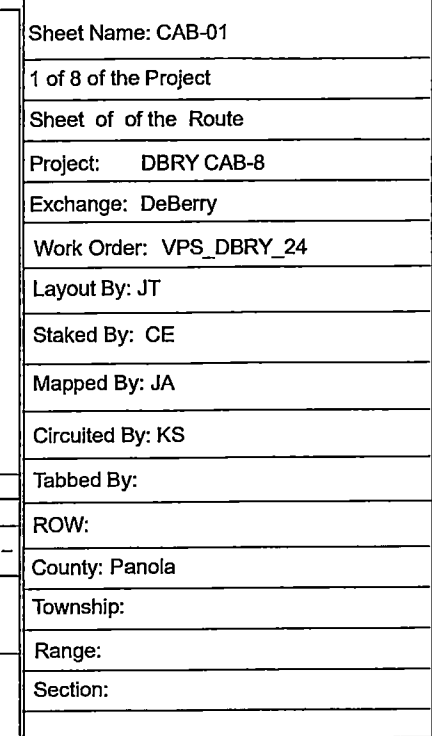 Sheet Name: CAB-01
1 of 8 of the Project
Sheet of of the Route
Project: DBRY CAB-8
Exchange: DeBerry
Work Order: VPS_DBRY_24
Layout By: JT
Staked By: CE
Mapped By: JA
Circuited By: KS
Tabbed By:
ROW:
County: Panola
Township:
Range:
Section: